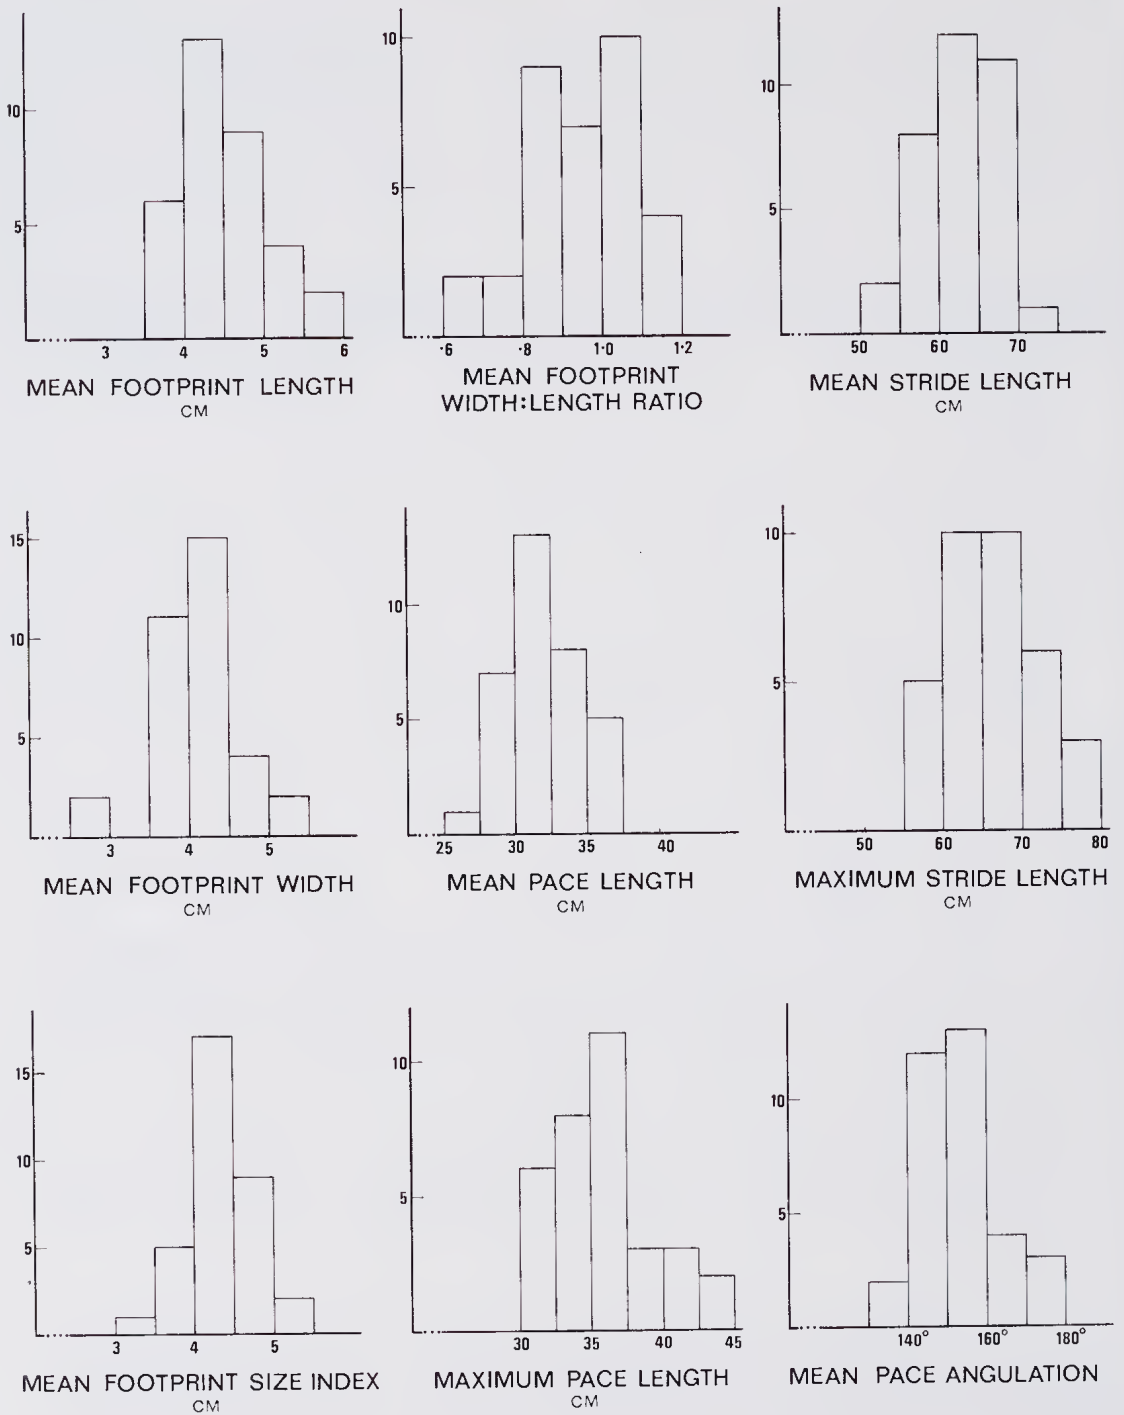 10
5
3 4 5 6
MEAN FOOTPRINT LENGTH
CM
10
5
·6 ·8 1·0 1·2
MEAN FOOTPRINT
WIDTH:LENGTH RATIO
10
5
50 60 70
MEAN STRIDE LENGTH
CM
15
10
5
3 4 5
MEAN FOOTPRINT WIDTH
CM
10
5
25 30 35 40
MEAN PACE LENGTH
CM
10
5
50 60 70 80
MAXIMUM STRIDE LENGTH
CM
15
10
5
3 4 5
MEAN FOOTPRINT SIZE INDEX
CM
10
5
30 35 40 45
MAXIMUM PACE LENGTH
CM
10
5
140° 160° 180°
MEAN PACE ANGULATION